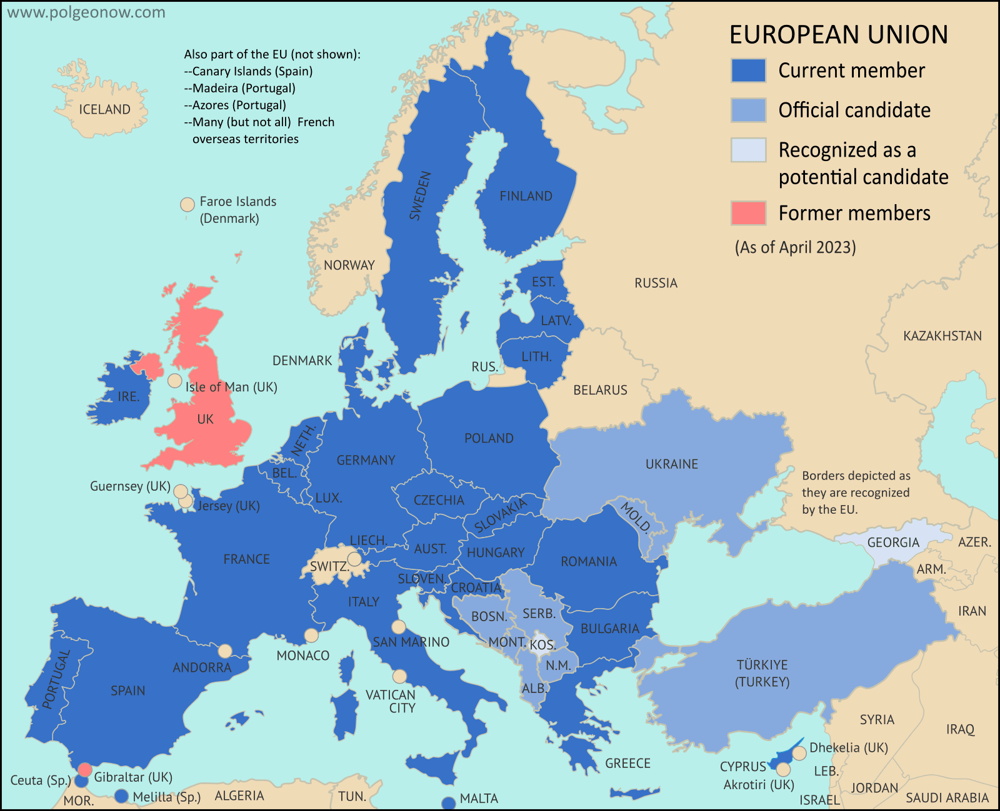 www.polgeonow.com
EUROPEAN UNION
Current member
Official candidate
Recognized as a
potential candidate
Former members
(As of April 2023)
Also part of the EU (not shown):
--Canary Islands (Spain)
--Madeira (Portugal)
--Azores (Portugal)
--Many (but not all) French
overseas territories
ICELAND
Faroe Islands
(Denmark)
SWEDEN
FINLAND
NORWAY
RUSSIA
EST.
LATV.
LITH.
RUS.
KAZAKHSTAN
DENMARK
BELARUS
Isle of Man (UK)
IRE.
UK
NETH.
POLAND
GERMANY
BEL.
UKRAINE
Borders depicted as
they are recognized
by the EU.
Guernsey (UK)
Jersey (UK)
LUX.
CZECHIA
SLOVAKIA
MOLD.
LIECH.
AUST.
HUNGARY
GEORGIA
AZER.
FRANCE
SWITZ.
ROMANIA
ARM.
SLOVEN.
CROATIA
ITALY
BOSN.
SERB.
IRAN
BULGARIA
SAN MARINO
MONT.
KOS.
MONACO
ANDORRA
N.M.
TÜRKIYE
(TURKEY)
PORTUGAL
SPAIN
VATICAN
CITY
ALB.
SYRIA
IRAQ
Dhekelia (UK)
GREECE
CYPRUS
LEB.
Akrotiri (UK)
Ceuta (Sp.)
Gibraltar (UK)
JORDAN
MOR.
Melilla (Sp.)
ALGERIA
TUN.
MALTA
ISRAEL
SAUDI ARABIA